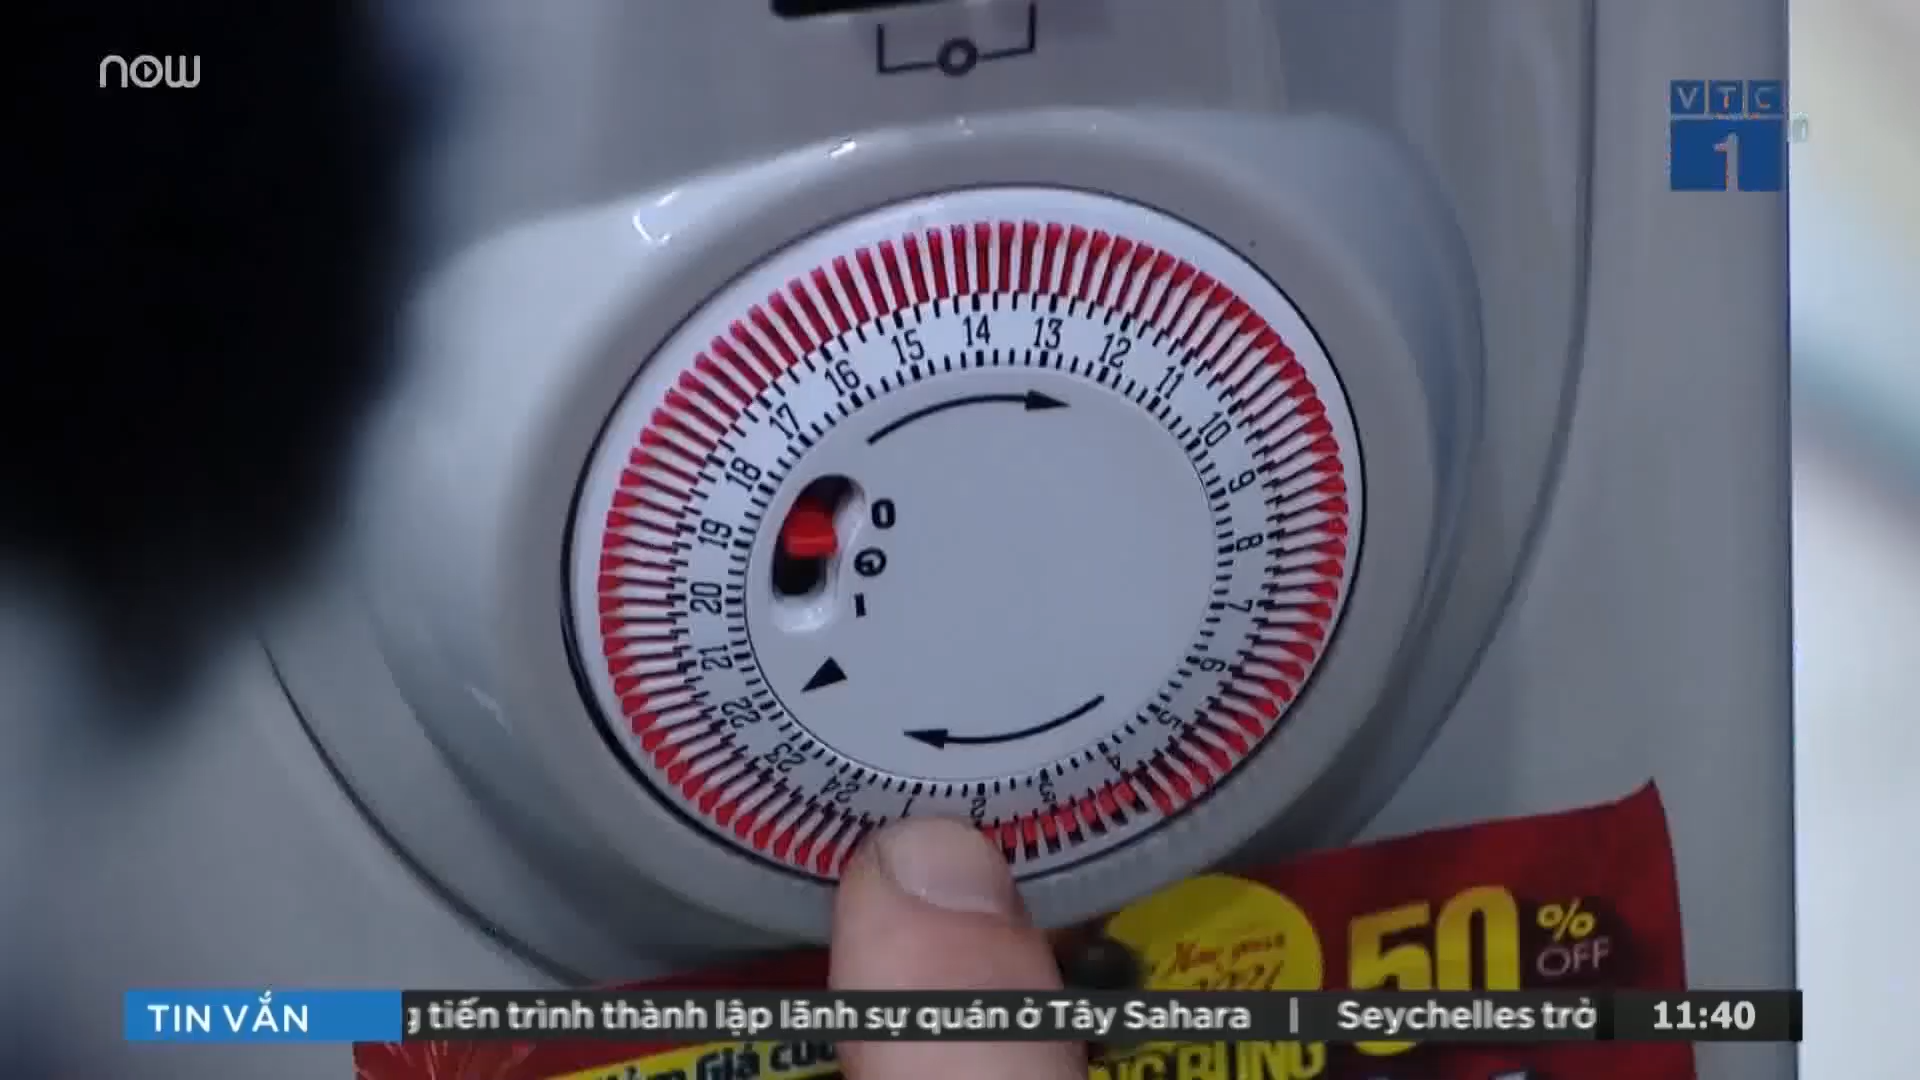 now
VTC
1
15 14 13 12
16 11
17 10
18 9
19 8
20 7
21 6
22 5
23 4
24 1 2 3
0
I
50% OFF
TIN VẮN
tiến trình thành lập lãnh sự quán ở Tây Sahara | Seychelles trở
11:40
Giá